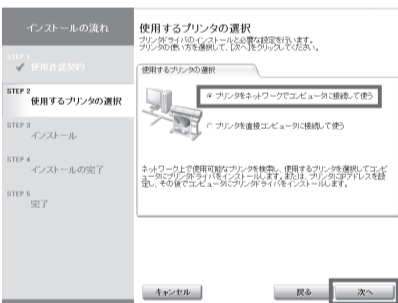 インストールの流れ
STEP 1
使用許諾契約
STEP 2
使用するプリンタの選択
STEP 3
インストール
STEP 4
インストールの完了
STEP 5
完了
使用するプリンタの選択
プリンタドライバのインストールと必要な設定を行います。
プリンタの使い方を選択して、[次へ]をクリックしてください。
使用するプリンタの選択
プリンタをネットワークでコンピュータに接続して使う
プリンタを直接コンピュータに接続して使う
ネットワーク上で使用可能なプリンタを検索し、使用するプリンタを選択してコンピ
ュータにプリンタドライバをインストールします。または、プリンタにIPアドレスを設
定し、その後でコンピュータにプリンタドライバをインストールします。
キャンセル
戻る
次へ